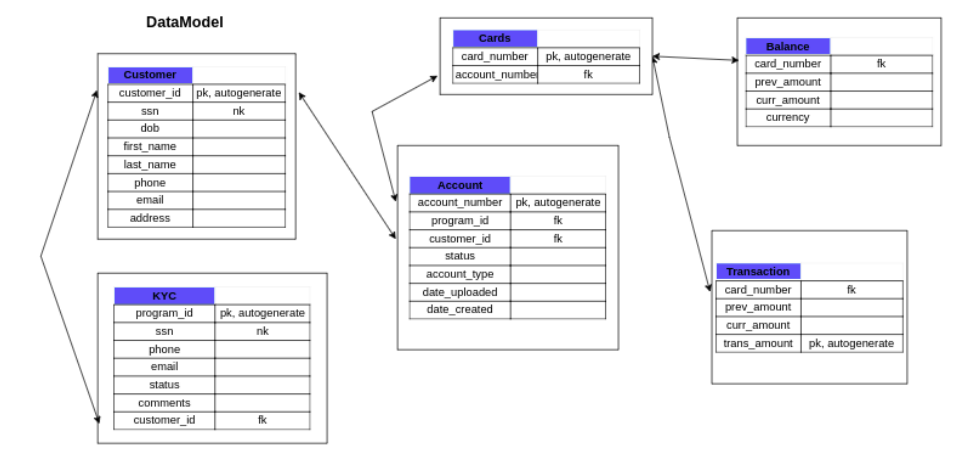 DataModel
Customer
customer_id pk, autogenerate
ssn nk
dob
first_name
last_name
phone
email
address
KYC
program_id pk, autogenerate
ssn nk
phone
email
status
comments
customer_id fk
Cards
card_number pk, autogenerate
account_numbe fk
Account
account_number pk, autogenerate
program_id fk
customer_id fk
status
account_type
date_uploaded
date_created
Balance
card_number fk
prev_amount
curr_amount
currency
Transaction
card_number fk
prev_amount
curr_amount
trans_amount pk, autogenerate